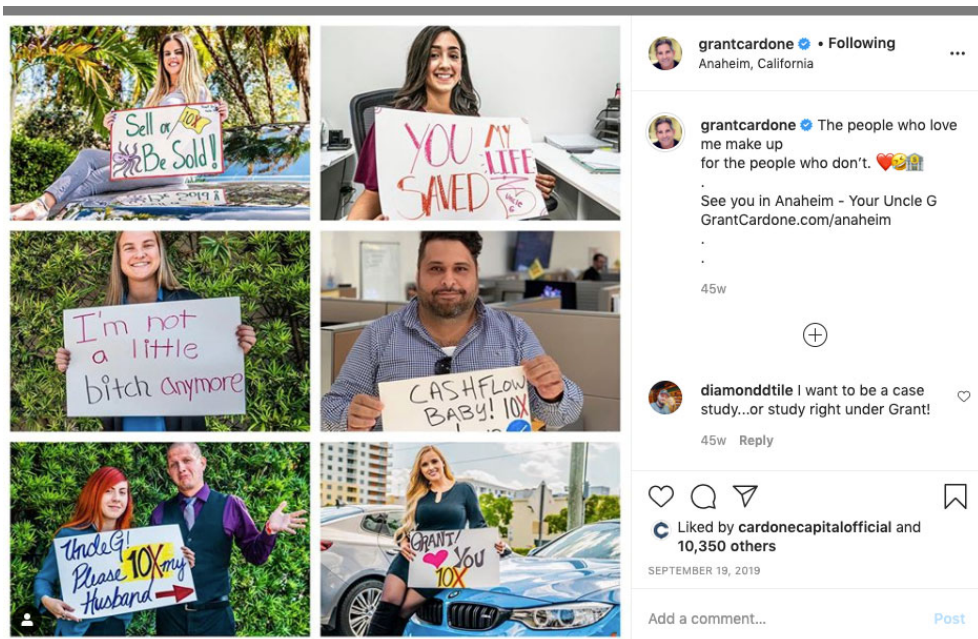 Sell or 10X
Be Sold!
YOU MY
LIFE
SAVED
UNCLE
G
I'm not
a little
bitch anymore
CASHFLOW
BABY! 10X
Uncle G!
Please 10X my
Husband
GRANT!
YOU
10X
grantcardone • Following
Anaheim, California
...
grantcardone The people who love
me make up
for the people who don't. ❤️🤣🏦
.
See you in Anaheim - Your Uncle G
GrantCardone.com/anaheim
.
.
45w
diamonddtile I want to be a case
study...or study right under Grant!
45w Reply
Liked by cardonecapitalofficial and
10,350 others
SEPTEMBER 19, 2019
Add a comment...
Post